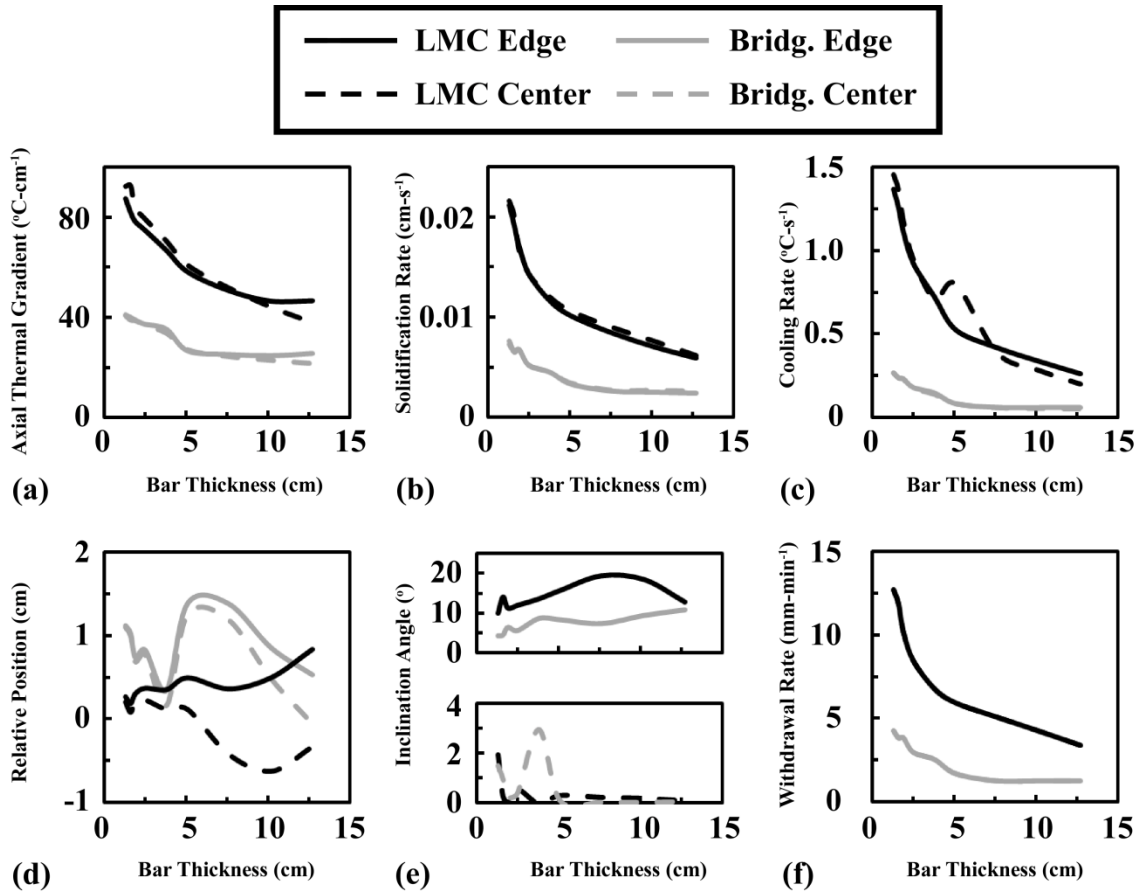 LMC Edge
Bridg. Edge
LMC Center
Bridg. Center
Axial Thermal Gradient (°C-cm⁻¹)
80
40
0
0
5
10
15
Bar Thickness (cm)
(a)
Solidification Rate (cm-s⁻¹)
0.02
0.01
0
0
5
10
15
Bar Thickness (cm)
(b)
Cooling Rate (°C-s⁻¹)
1.5
1.0
0.5
0
0
5
10
15
Bar Thickness (cm)
(c)
Relative Position (cm)
2
1
0
-1
0
5
10
15
Bar Thickness (cm)
(d)
Inclination Angle (°)
20
10
0
4
2
0
0
5
10
15
Bar Thickness (cm)
(e)
Withdrawal Rate (mm-min⁻¹)
15
10
5
0
0
5
10
15
Bar Thickness (cm)
(f)